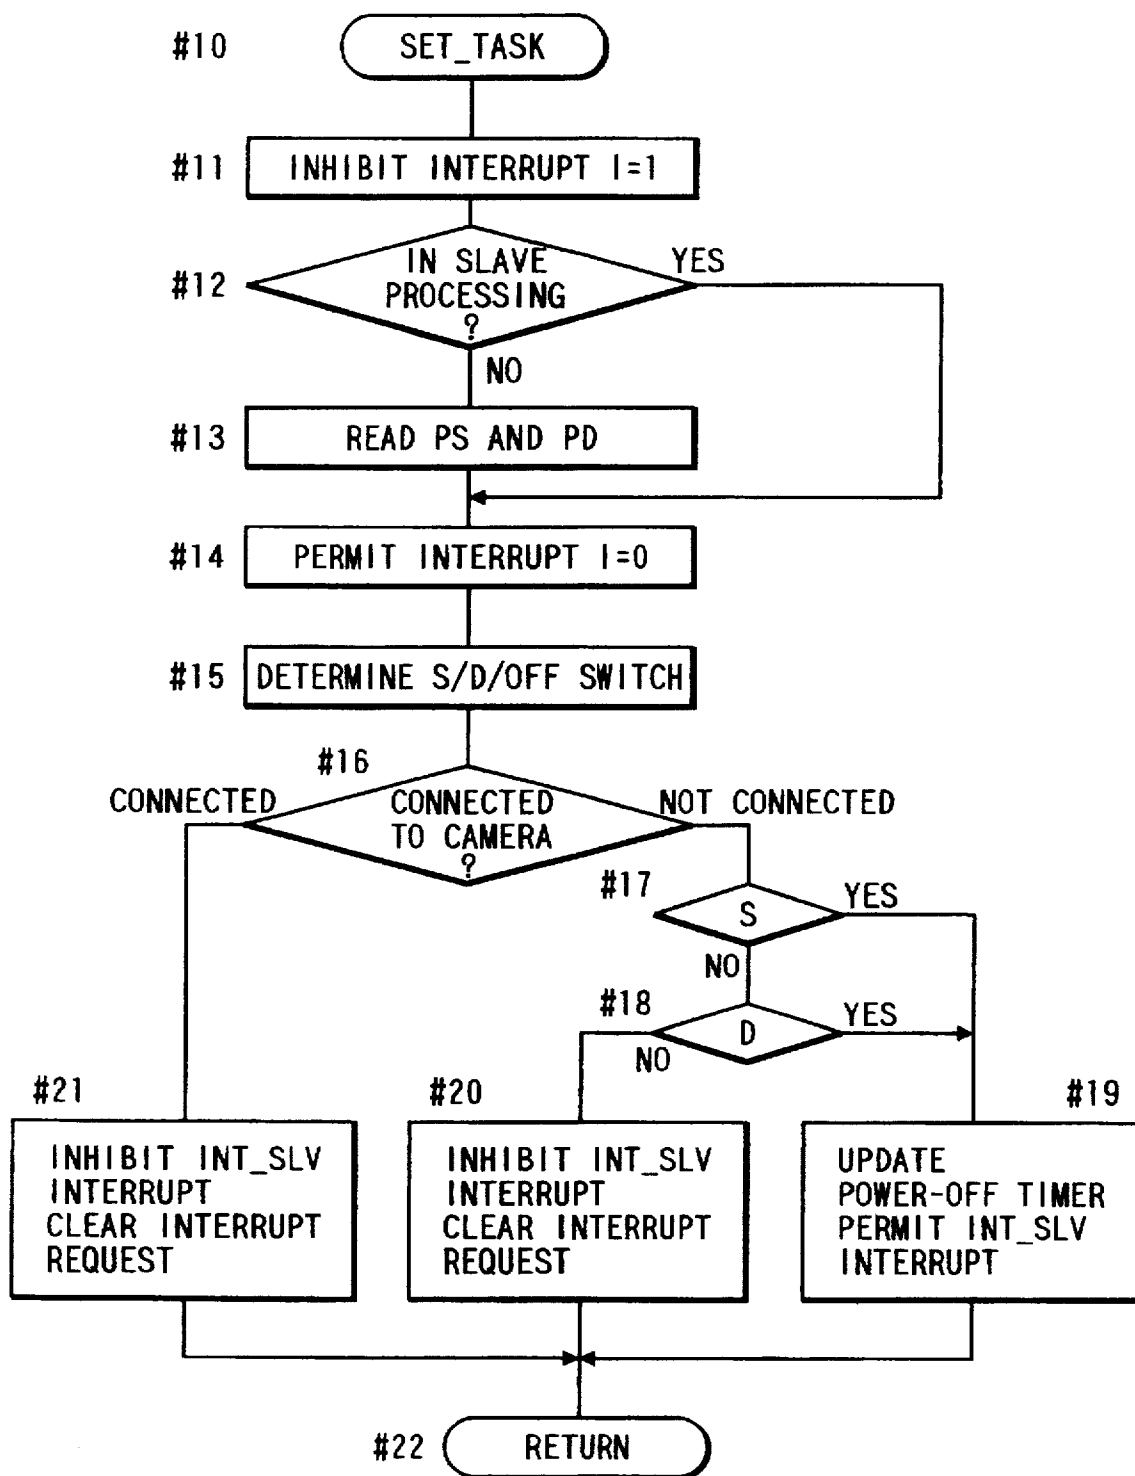 #10
SET_TASK
#11
INHIBIT INTERRUPT I=1
#12
IN SLAVE
PROCESSING
?
YES
NO
#13
READ PS AND PD
#14
PERMIT INTERRUPT I=0
#15
DETERMINE S/D/OFF SWITCH
#16
CONNECTED
CONNECTED
TO CAMERA
?
NOT CONNECTED
#17
S
YES
NO
#18
D
YES
NO
#21
INHIBIT INT_SLV
INTERRUPT
CLEAR INTERRUPT
REQUEST
#20
INHIBIT INT_SLV
INTERRUPT
CLEAR INTERRUPT
REQUEST
#19
UPDATE
POWER-OFF TIMER
PERMIT INT_SLV
INTERRUPT
#22
RETURN